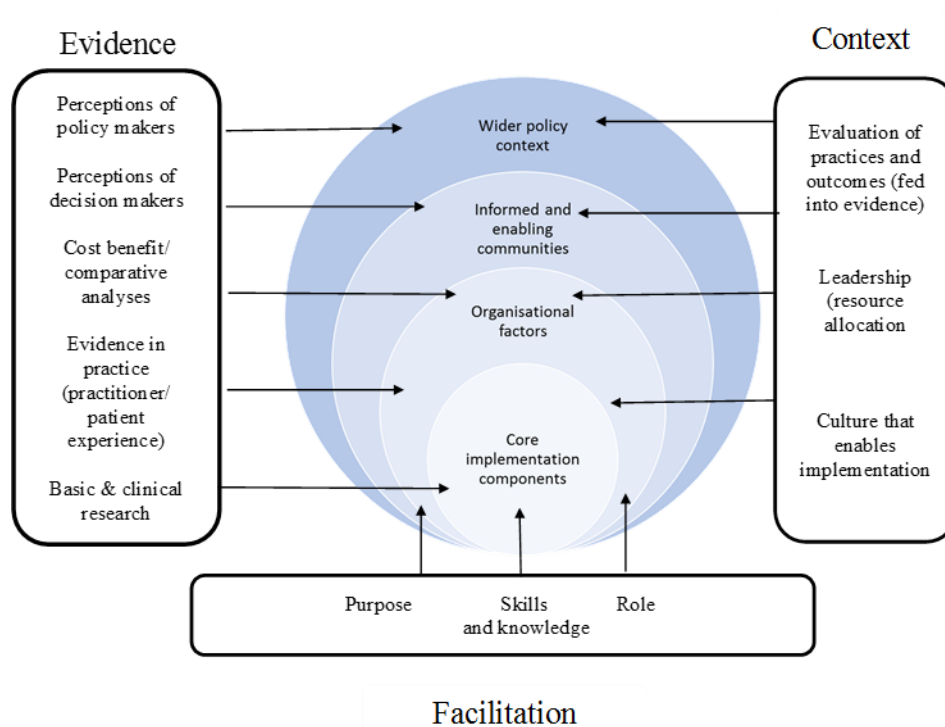 Evidence
Perceptions of
policy makers
Perceptions of
decision makers
Cost benefit/
comparative
analyses
Evidence in
practice
(practitioner/
patient
experience)
Basic & clinical
research
Wider policy
context
Informed and
enabling
communities
Organisational
factors
Core
implementation
components
Context
Evaluation of
practices and
outcomes (fed
into evidence)
Leadership
(resource
allocation
Culture that
enables
implementation
Purpose
Skills
and knowledge
Role
Facilitation